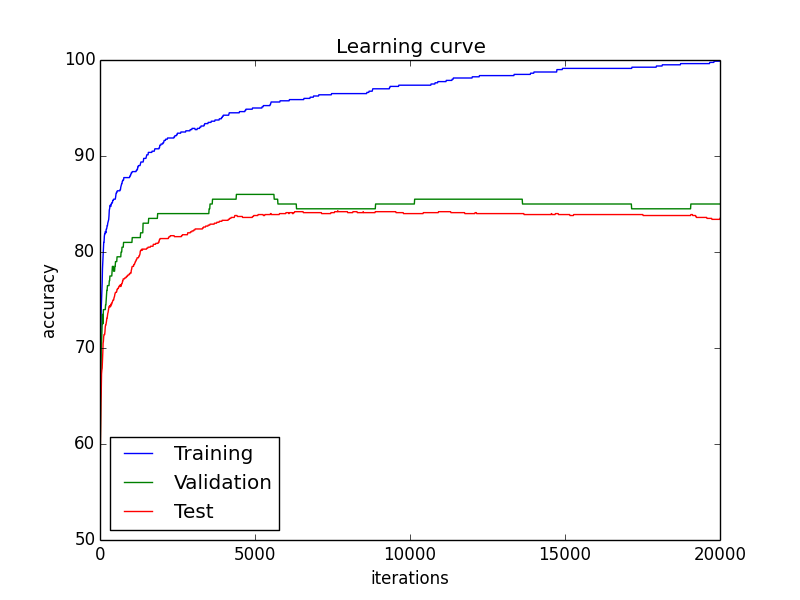 Learning curve
100
90
80
70
60
50
accuracy
Training
Validation
Test
0
5000
10000
15000
20000
iterations